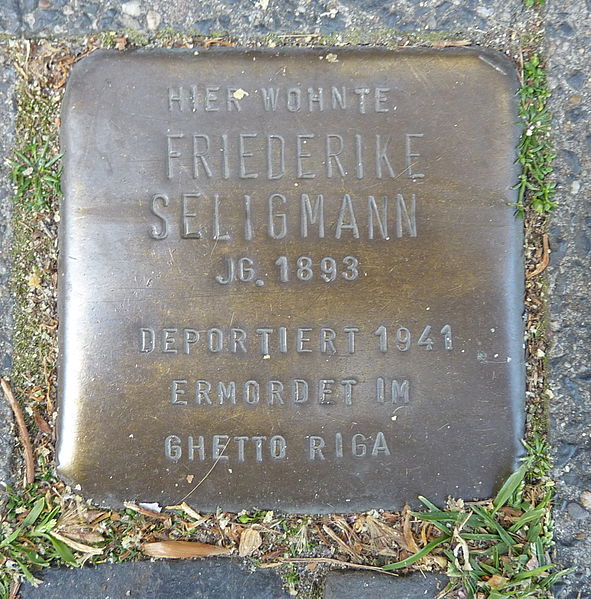 HIER WOHNTE
FRIEDERIKE
SELIGMANN
JG. 1893
DEPORTIERT 1941
ERMORDET IM
GHETTO RIGA